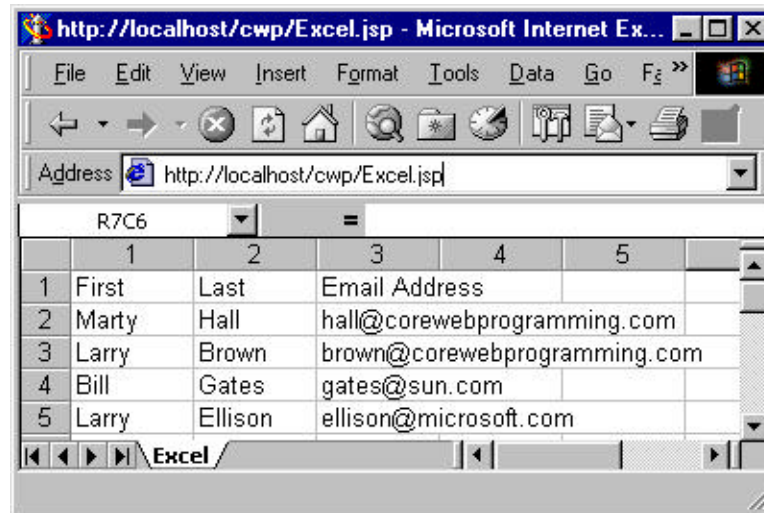 http://localhost/cwp/Excel.jsp - Microsoft Internet Ex...
File Edit View Insert Format Tools Data Go »
Address http://localhost/cwp/Excel.jsp
R7C6 =
1 2 3 4 5
1 First Last Email Address
2 Marty Hall hall@corewebprogramming.com
3 Larry Brown brown@corewebprogramming.com
4 Bill Gates gates@sun.com
5 Larry Ellison ellison@microsoft.com
Excel